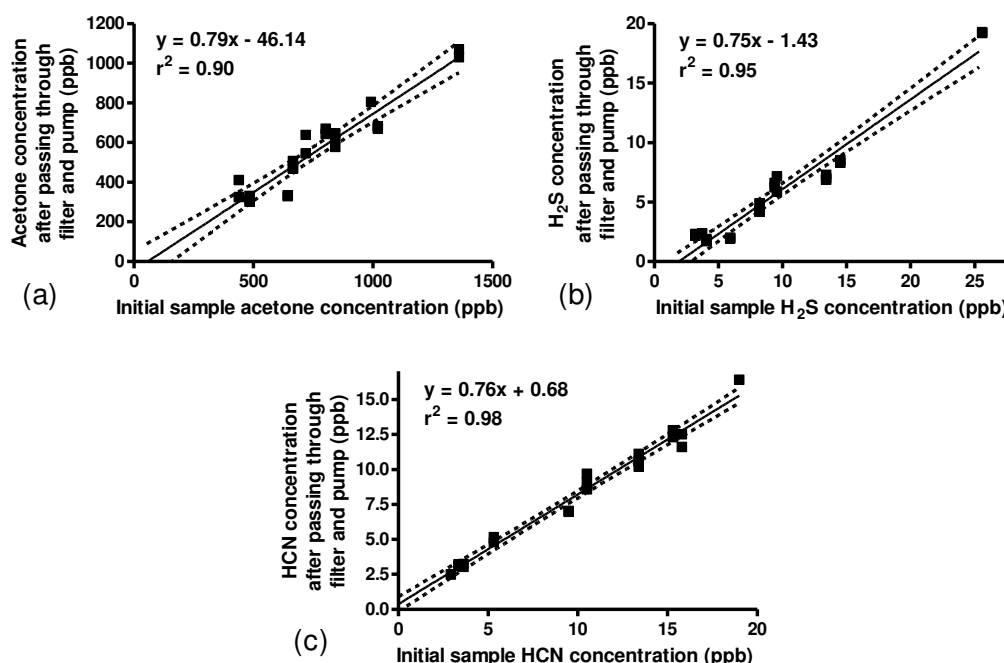 y = 0.79x - 46.14
r² = 0.90
Acetone concentration
after passing through
filter and pump (ppb)
1200
1000
800
600
400
200
0
0 500 1000 1500
(a)
Initial sample acetone concentration (ppb)
y = 0.75x - 1.43
r² = 0.95
H₂S concentration
after passing through
filter and pump (ppb)
20
15
10
5
0
0 5 10 15 20 25
(b)
Initial sample H₂S concentration (ppb)
y = 0.76x + 0.68
r² = 0.98
HCN concentration
after passing through
filter and pump (ppb)
15.0
12.5
10.0
7.5
5.0
2.5
0.0
0 5 10 15 20
(c)
Initial sample HCN concentration (ppb)